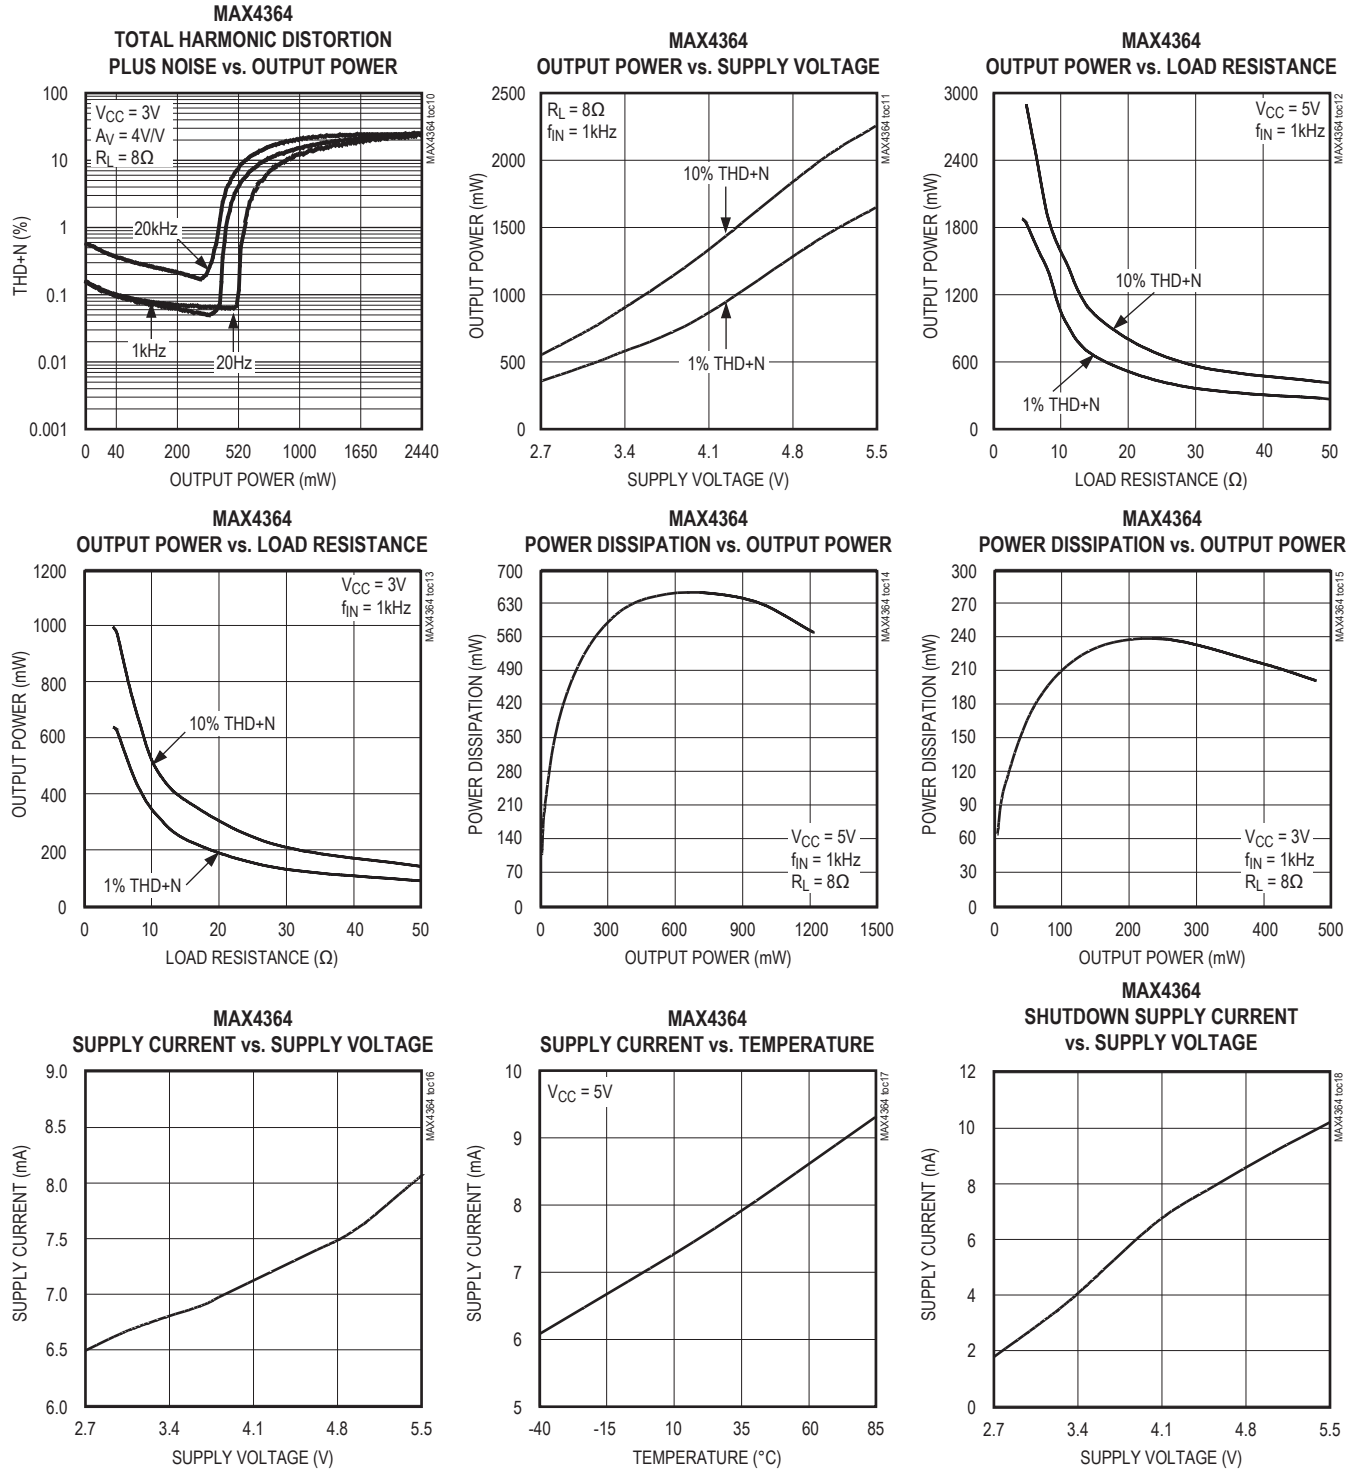 MAX4364
TOTAL HARMONIC DISTORTION
PLUS NOISE vs. OUTPUT POWER
100
10
1
0.1
0.01
0.001
THD+N (%)
VCC = 3V
AV = 4V/V
RL = 8Ω
20kHz
1kHz
20Hz
0 40 200 520 1000 1650 2440
OUTPUT POWER (mW)
MAX4364 toc10
MAX4364
OUTPUT POWER vs. SUPPLY VOLTAGE
2500
2000
1500
1000
500
0
OUTPUT POWER (mW)
RL = 8Ω
fIN = 1kHz
10% THD+N
1% THD+N
2.7 3.4 4.1 4.8 5.5
SUPPLY VOLTAGE (V)
MAX4364 toc11
MAX4364
OUTPUT POWER vs. LOAD RESISTANCE
3000
2400
1800
1200
600
0
OUTPUT POWER (mW)
VCC = 5V
fIN = 1kHz
10% THD+N
1% THD+N
0 10 20 30 40 50
LOAD RESISTANCE (Ω)
MAX4364 toc12
MAX4364
OUTPUT POWER vs. LOAD RESISTANCE
1200
1000
800
600
400
200
0
OUTPUT POWER (mW)
VCC = 3V
fIN = 1kHz
10% THD+N
1% THD+N
0 10 20 30 40 50
LOAD RESISTANCE (Ω)
MAX4364 toc13
MAX4364
POWER DISSIPATION vs. OUTPUT POWER
700
630
560
490
420
350
280
210
140
70
0
POWER DISSIPATION (mW)
VCC = 5V
fIN = 1kHz
RL = 8Ω
0 300 600 900 1200 1500
OUTPUT POWER (mW)
MAX4364 toc14
MAX4364
POWER DISSIPATION vs. OUTPUT POWER
300
270
240
210
180
150
120
90
60
30
0
POWER DISSIPATION (mW)
VCC = 3V
fIN = 1kHz
RL = 8Ω
0 100 200 300 400 500
OUTPUT POWER (mW)
MAX4364 toc15
MAX4364
SUPPLY CURRENT vs. SUPPLY VOLTAGE
9.0
8.5
8.0
7.5
7.0
6.5
6.0
SUPPLY CURRENT (mA)
2.7 3.4 4.1 4.8 5.5
SUPPLY VOLTAGE (V)
MAX4364 toc16
MAX4364
SUPPLY CURRENT vs. TEMPERATURE
10
9
8
7
6
5
SUPPLY CURRENT (mA)
VCC = 5V
-40 -15 10 35 60 85
TEMPERATURE (°C)
MAX4364 toc17
MAX4364
SHUTDOWN SUPPLY CURRENT
vs. SUPPLY VOLTAGE
12
10
8
6
4
2
0
SUPPLY CURRENT (nA)
2.7 3.4 4.1 4.8 5.5
SUPPLY VOLTAGE (V)
MAX4364 toc18